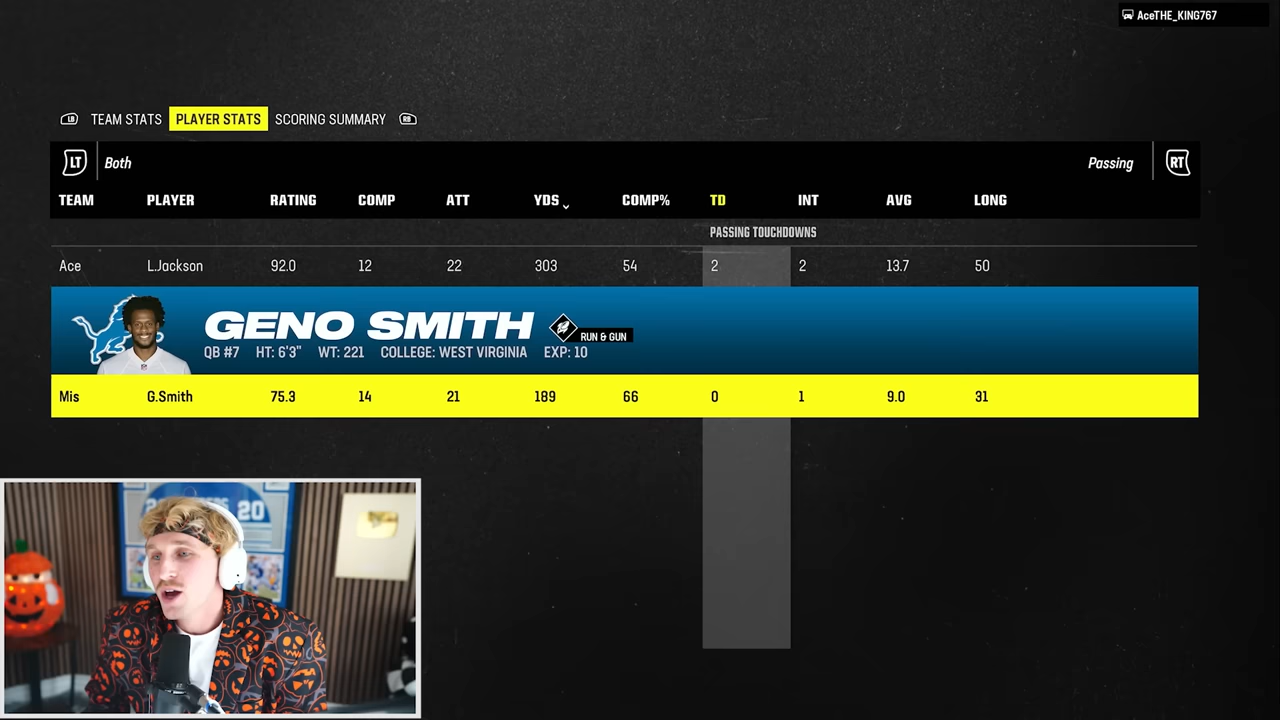 AceTHE_KING767
LB TEAM STATS PLAYER STATS SCORING SUMMARY RB
LT Both Passing RT
TEAM PLAYER RATING COMP ATT YDS COMP% TD INT AVG LONG
PASSING TOUCHDOWNS
Ace L.Jackson 92.0 12 22 303 54 2 2 13.7 50
GENO SMITH RUN & GUN
QB #7 HT: 6'3" WT: 221 COLLEGE: WEST VIRGINIA EXP: 10
Mis G.Smith 75.3 14 21 189 66 0 1 9.0 31
20